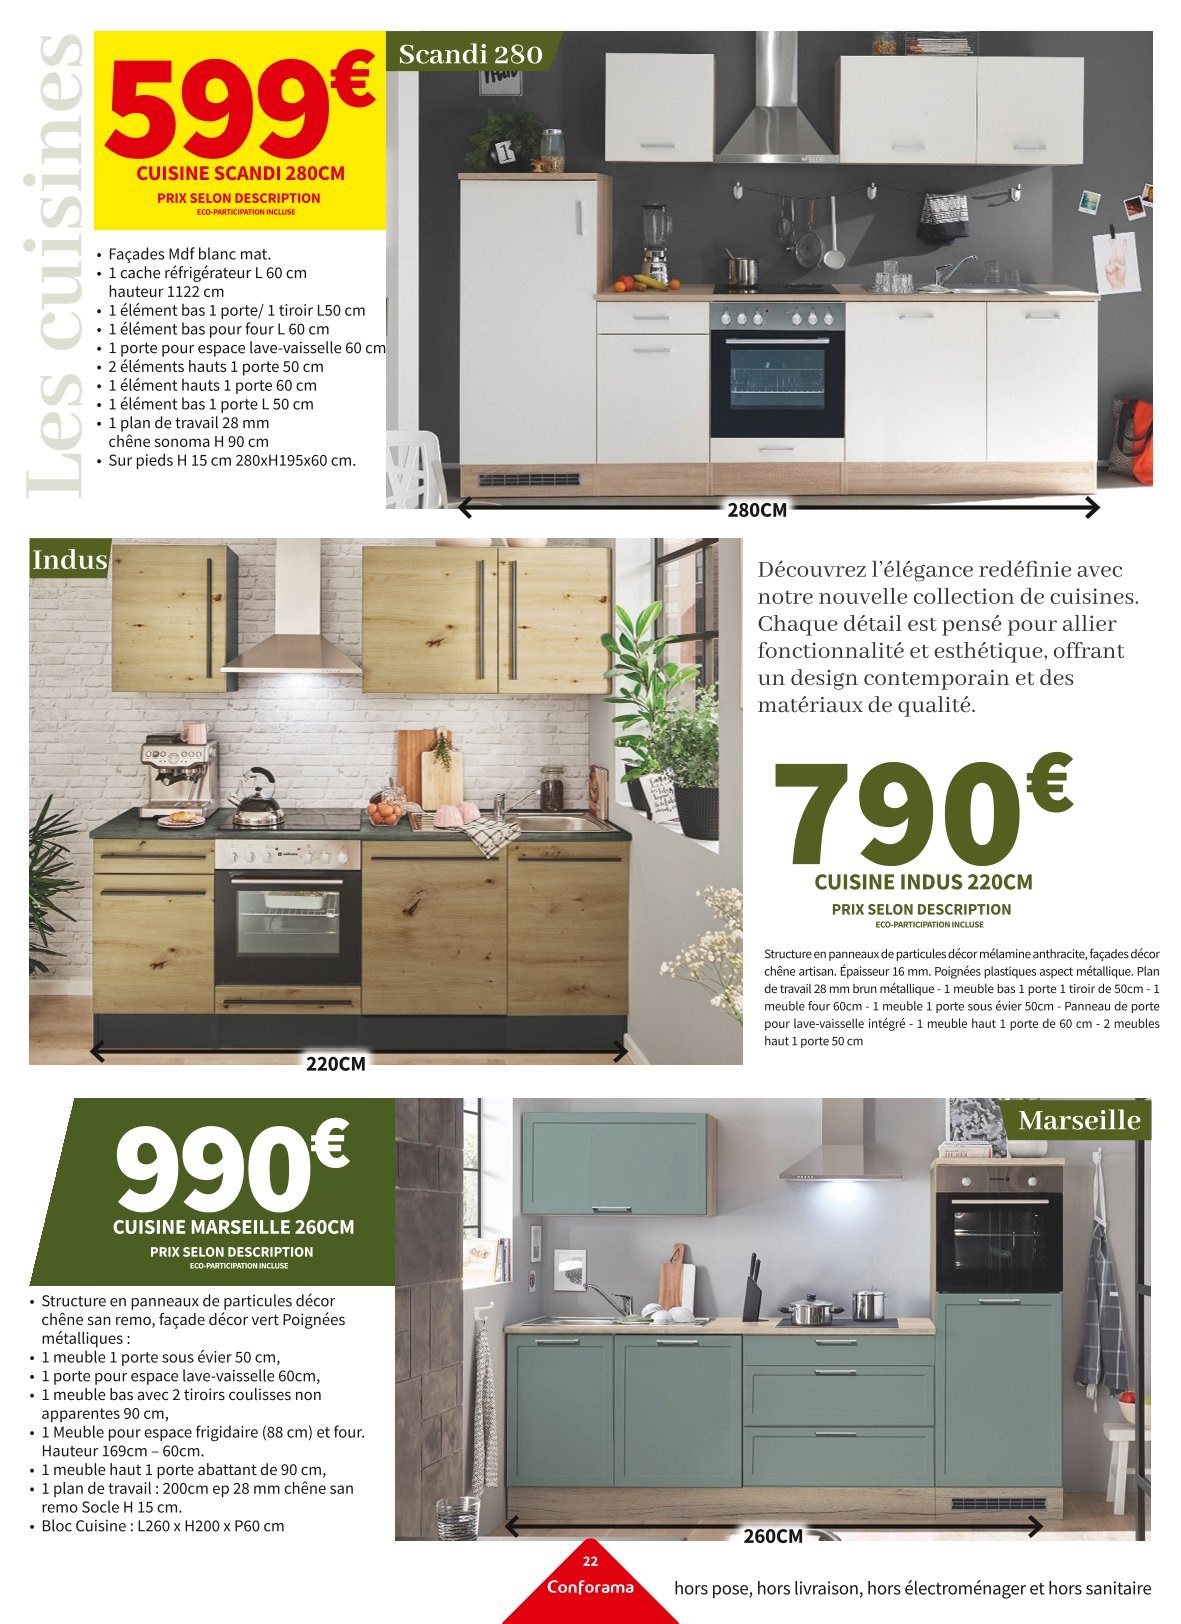 Les cuisines
599€
CUISINE SCANDI 280CM
PRIX SELON DESCRIPTION
ECO-PARTICIPATION INCLUSE
Scandi 280
• Façades Mdf blanc mat.
• 1 cache réfrigérateur L 60 cm
hauteur 1122 cm
• 1 élément bas 1 porte/ 1 tiroir L50 cm
• 1 élément bas pour four L 60 cm
• 1 porte pour espace lave-vaisselle 60 cm
• 2 éléments hauts 1 porte 50 cm
• 1 élément hauts 1 porte 60 cm
• 1 élément bas 1 porte L 50 cm
• 1 plan de travail 28 mm
chêne sonoma H 90 cm
• Sur pieds H 15 cm 280xH195x60 cm.
280CM
Indus
220CM
Découvrez l’élégance redéfinie avec
notre nouvelle collection de cuisines.
Chaque détail est pensé pour allier
fonctionnalité et esthétique, offrant
un design contemporain et des
matériaux de qualité.
790€
CUISINE INDUS 220CM
PRIX SELON DESCRIPTION
ECO-PARTICIPATION INCLUSE
Structure en panneaux de particules décor mélamine anthracite, façades décor
chêne artisan. Épaisseur 16 mm. Poignées plastiques aspect métallique. Plan
de travail 28 mm brun métallique - 1 meuble bas 1 porte 1 tiroir de 50cm - 1
meuble four 60cm - 1 meuble 1 porte sous évier 50cm - Panneau de porte
pour lave-vaisselle intégré - 1 meuble haut 1 porte de 60 cm - 2 meubles
haut 1 porte 50 cm
990€
CUISINE MARSEILLE 260CM
PRIX SELON DESCRIPTION
ECO-PARTICIPATION INCLUSE
Marseille
• Structure en panneaux de particules décor
chêne san remo, façade décor vert Poignées
métalliques :
• 1 meuble 1 porte sous évier 50 cm,
• 1 porte pour espace lave-vaisselle 60cm,
• 1 meuble bas avec 2 tiroirs coulisses non
apparentes 90 cm,
• 1 Meuble pour espace frigidaire (88 cm) et four.
Hauteur 169cm – 60cm.
• 1 meuble haut 1 porte abattant de 90 cm,
• 1 plan de travail : 200cm ep 28 mm chêne san
remo Socle H 15 cm.
• Bloc Cuisine : L260 x H200 x P60 cm
260CM
22
Conforama
hors pose, hors livraison, hors électroménager et hors sanitaire